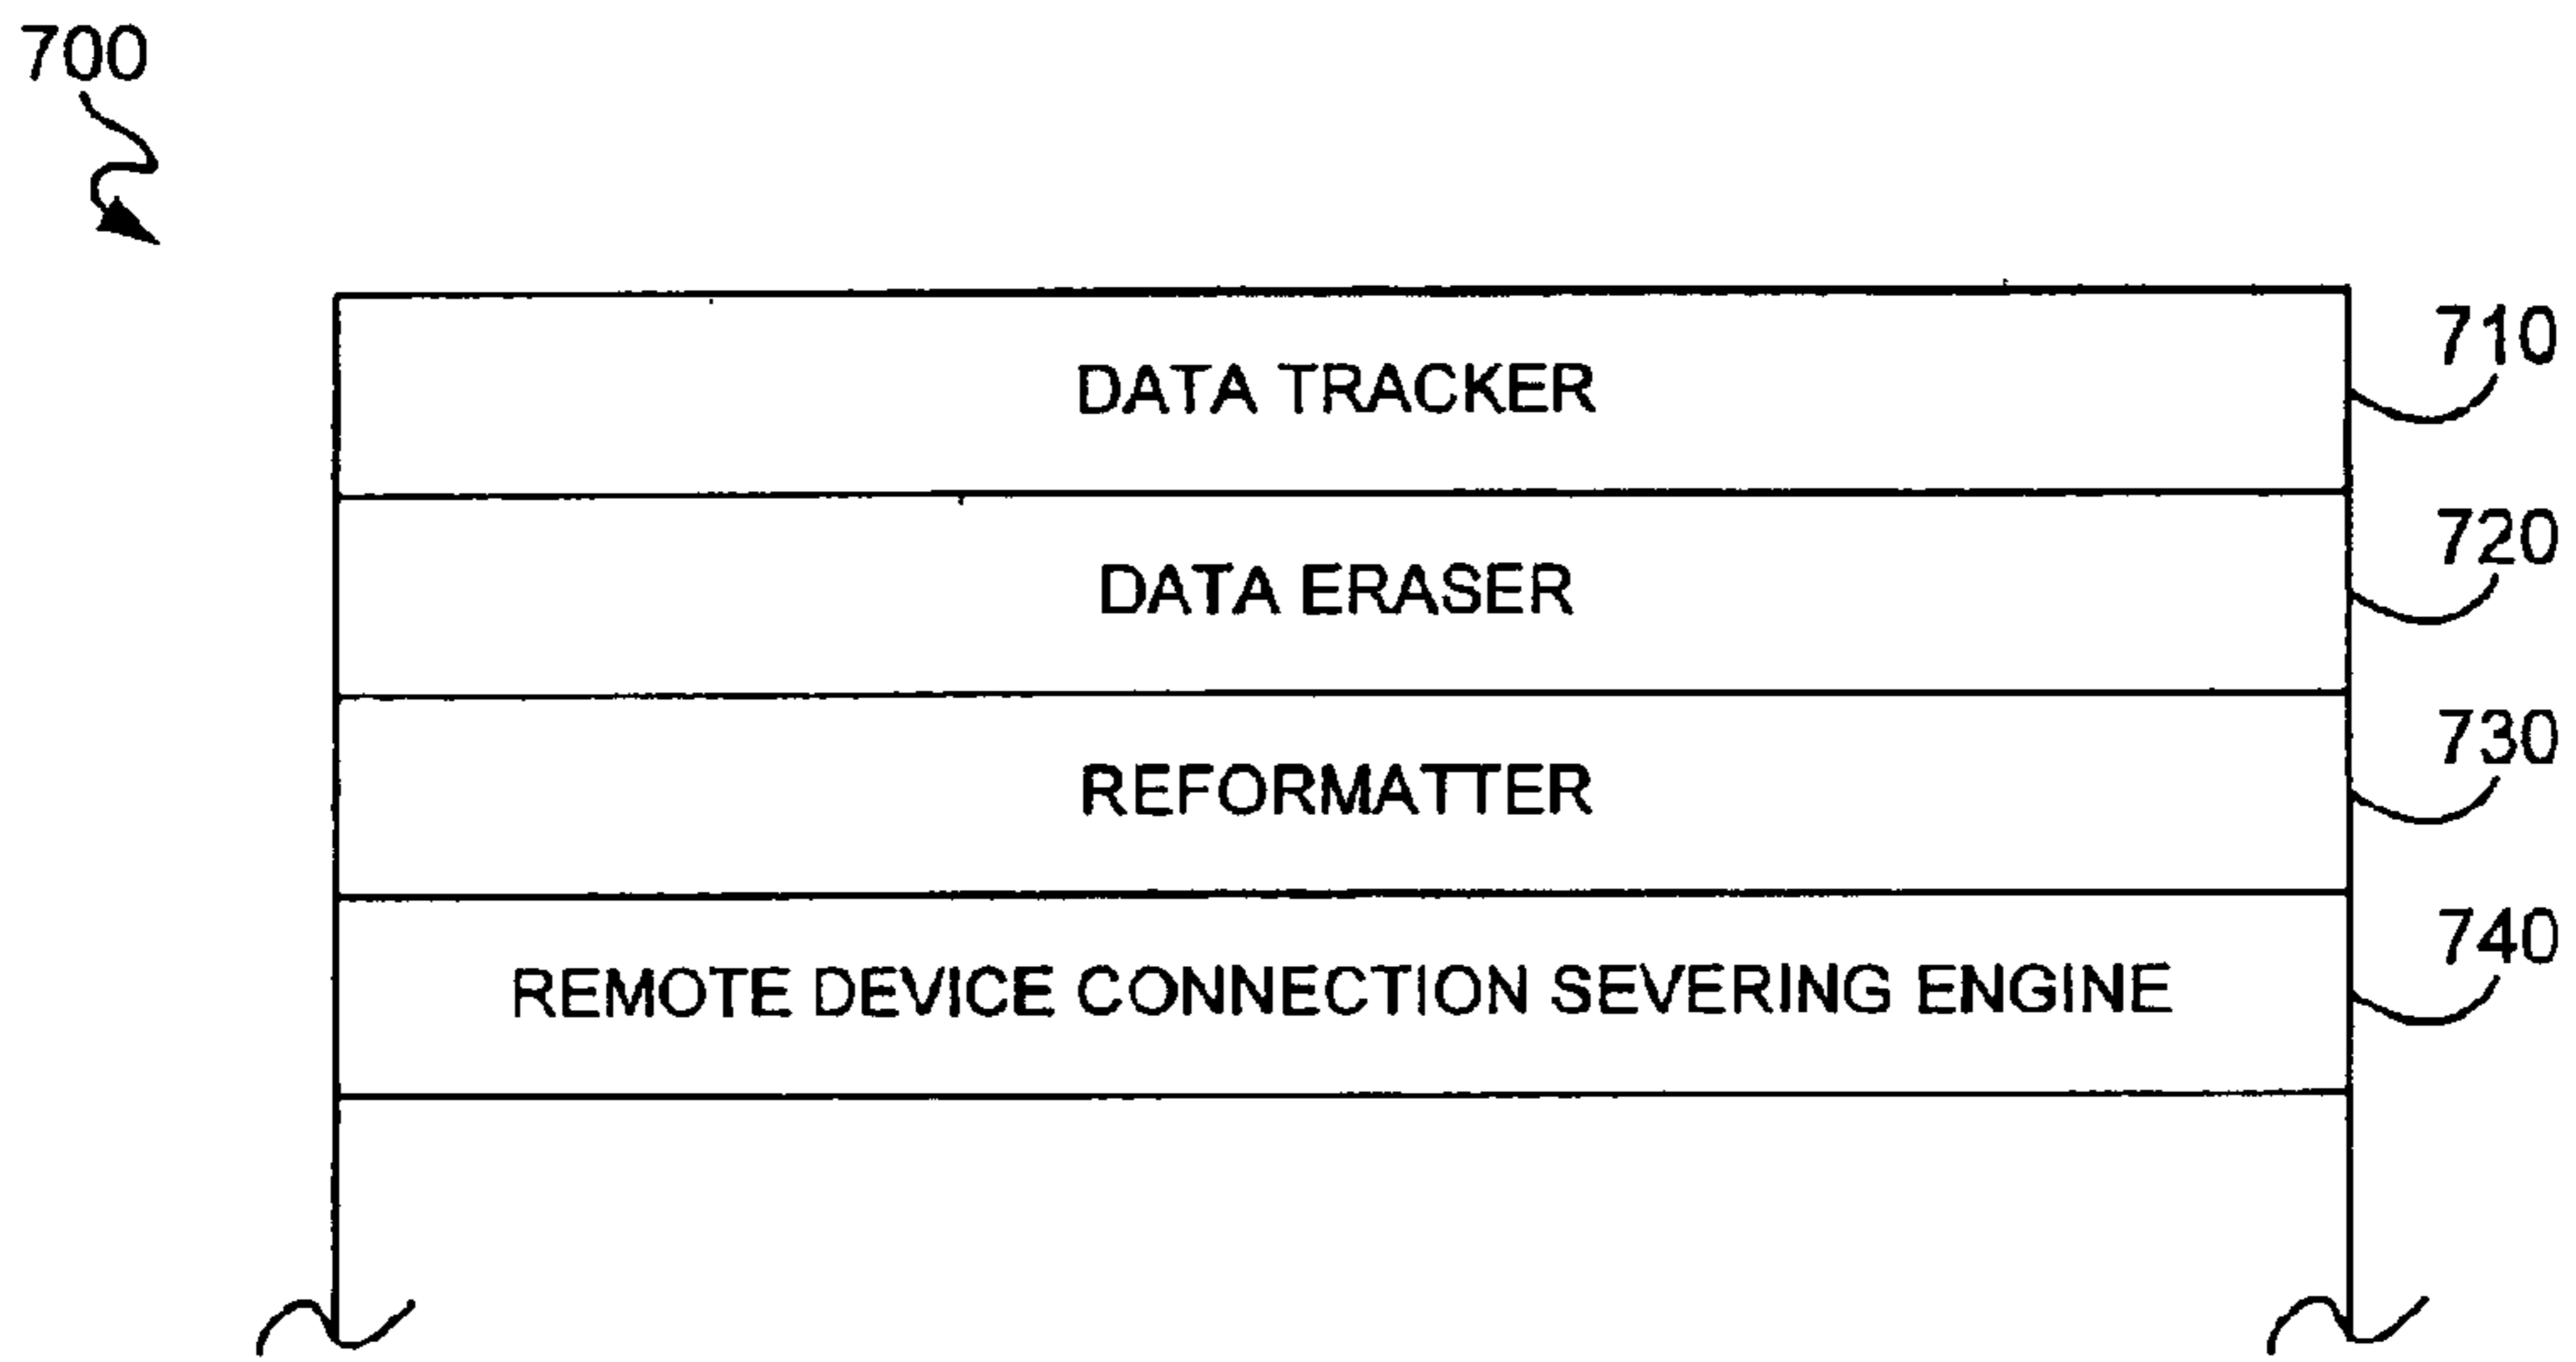 700
DATA TRACKER
710
DATA ERASER
720
REFORMATTER
730
REMOTE DEVICE CONNECTION SEVERING ENGINE
740